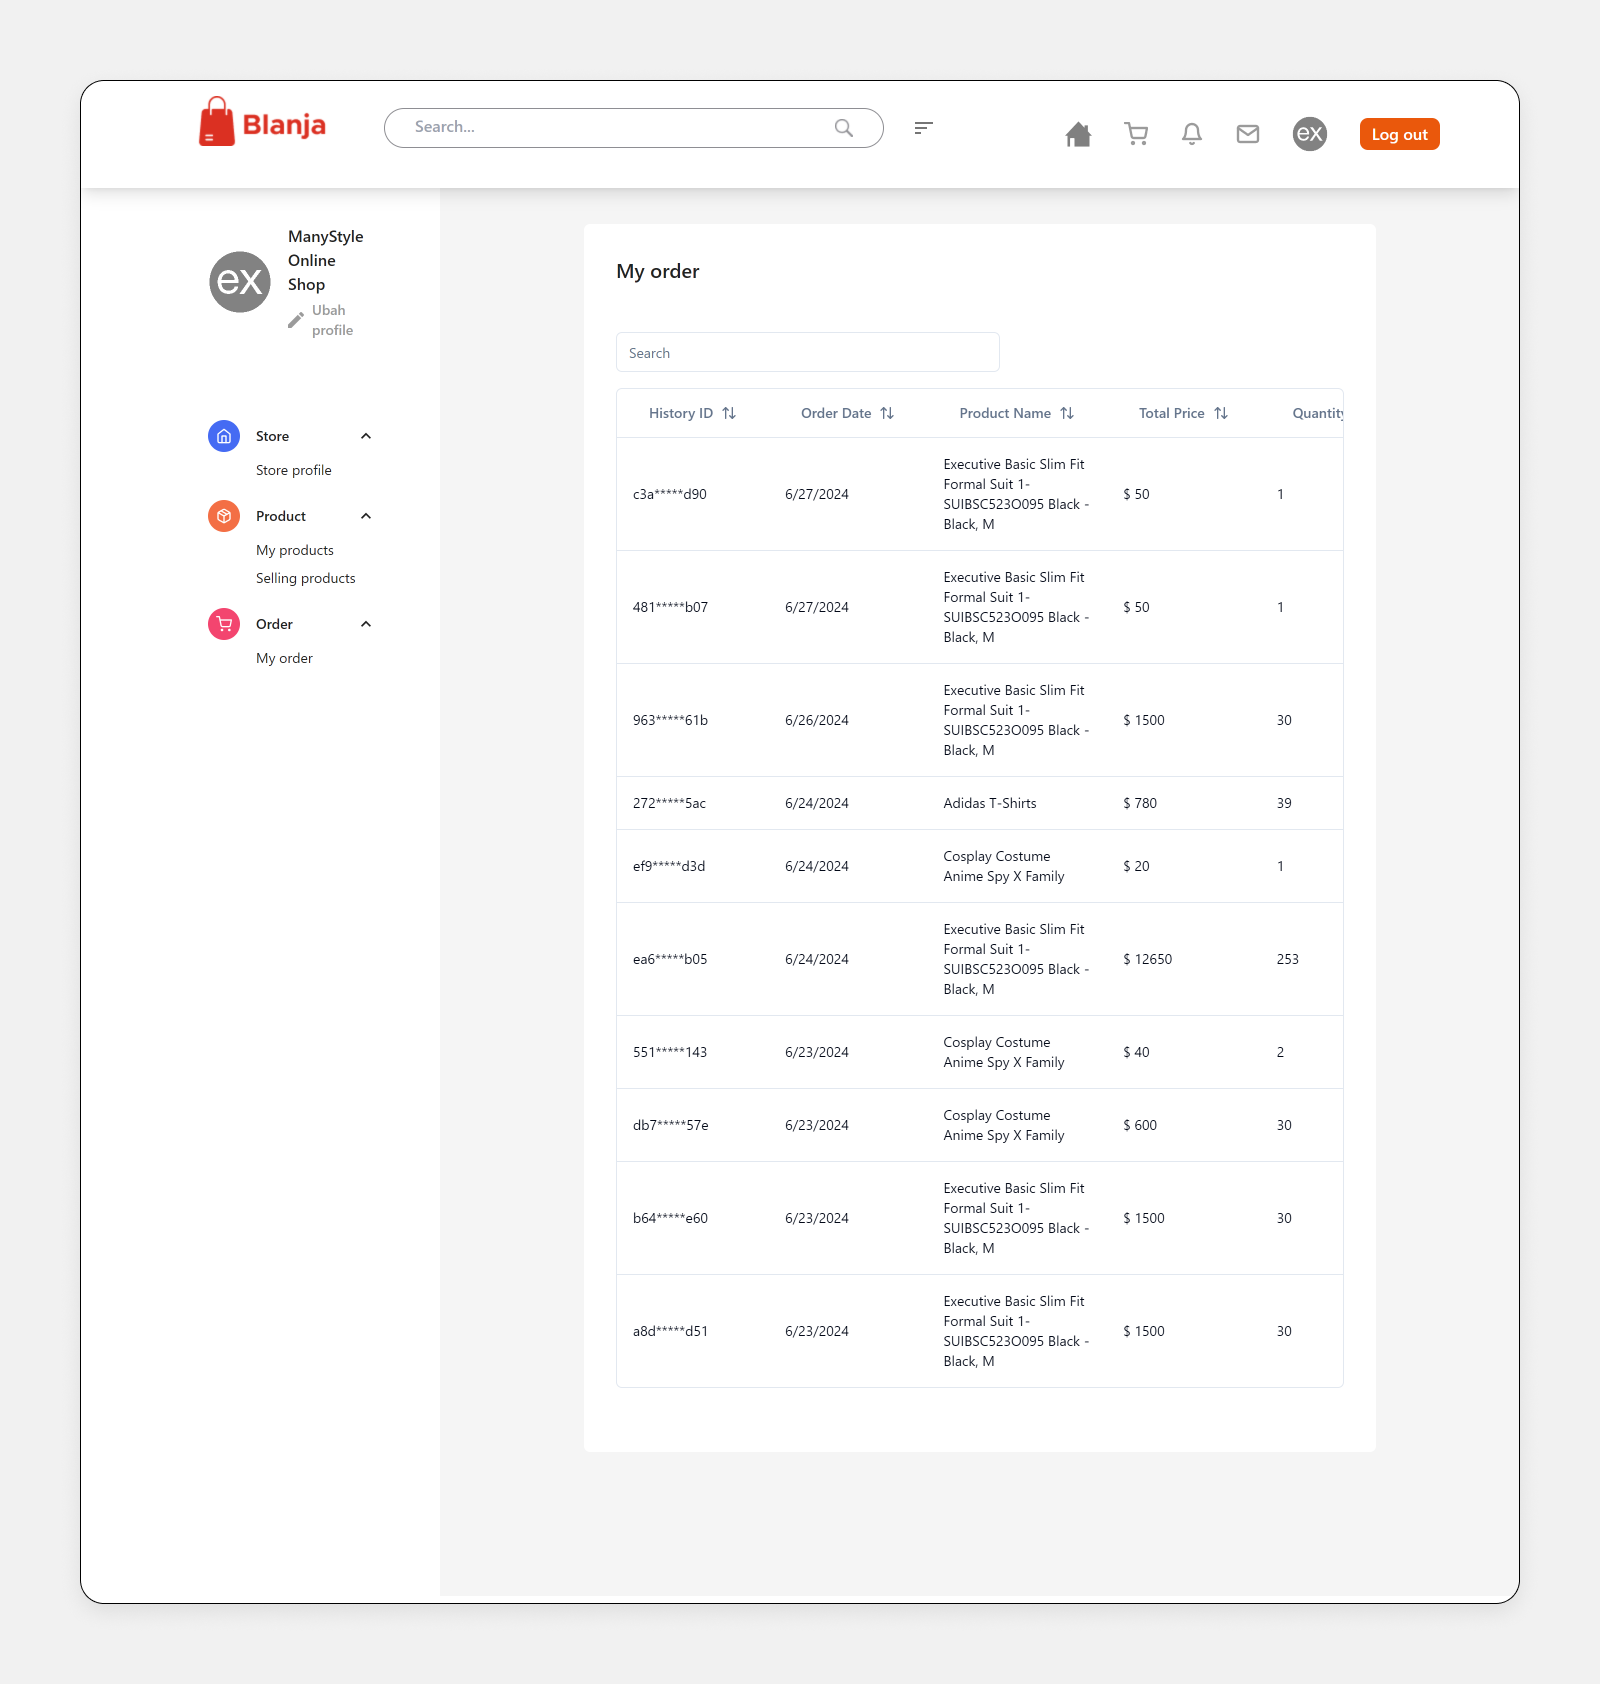 Blanja
Search...
ex
Log out
ManyStyle
Online
Shop
ex
Ubah
profile
Store
Store profile
Product
My products
Selling products
Order
My order
My order
Search
History ID Order Date Product Name Total Price Quantity
Executive Basic Slim Fit
Formal Suit 1-
c3a*****d90 6/27/2024 $ 50 1
SUIBSC523O095 Black -
Black, M
Executive Basic Slim Fit
Formal Suit 1-
481*****b07 6/27/2024 $ 50 1
SUIBSC523O095 Black -
Black, M
Executive Basic Slim Fit
Formal Suit 1-
963*****61b 6/26/2024 $ 1500 30
SUIBSC523O095 Black -
Black, M
272*****5ac 6/24/2024 Adidas T-Shirts $ 780 39
Cosplay Costume
ef9*****d3d 6/24/2024 $ 20 1
Anime Spy X Family
Executive Basic Slim Fit
Formal Suit 1-
ea6*****b05 6/24/2024 $ 12650 253
SUIBSC523O095 Black -
Black, M
Cosplay Costume
551*****143 6/23/2024 $ 40 2
Anime Spy X Family
Cosplay Costume
db7*****57e 6/23/2024 $ 600 30
Anime Spy X Family
Executive Basic Slim Fit
Formal Suit 1-
b64*****e60 6/23/2024 $ 1500 30
SUIBSC523O095 Black -
Black, M
Executive Basic Slim Fit
Formal Suit 1-
a8d*****d51 6/23/2024 $ 1500 30
SUIBSC523O095 Black -
Black, M